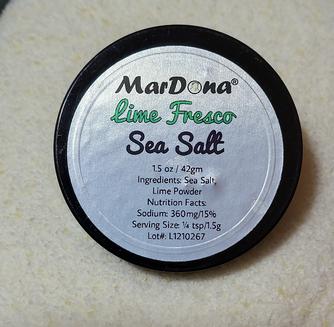 MarDona®
Lime Fresco
Sea Salt
1.5 oz / 42gm
Ingredients: Sea Salt,
Lime Powder
Nutrition Facts:
Sodium: 360mg/15%
Serving Size: ¼ tsp/1.5g
Lot#: L1210267